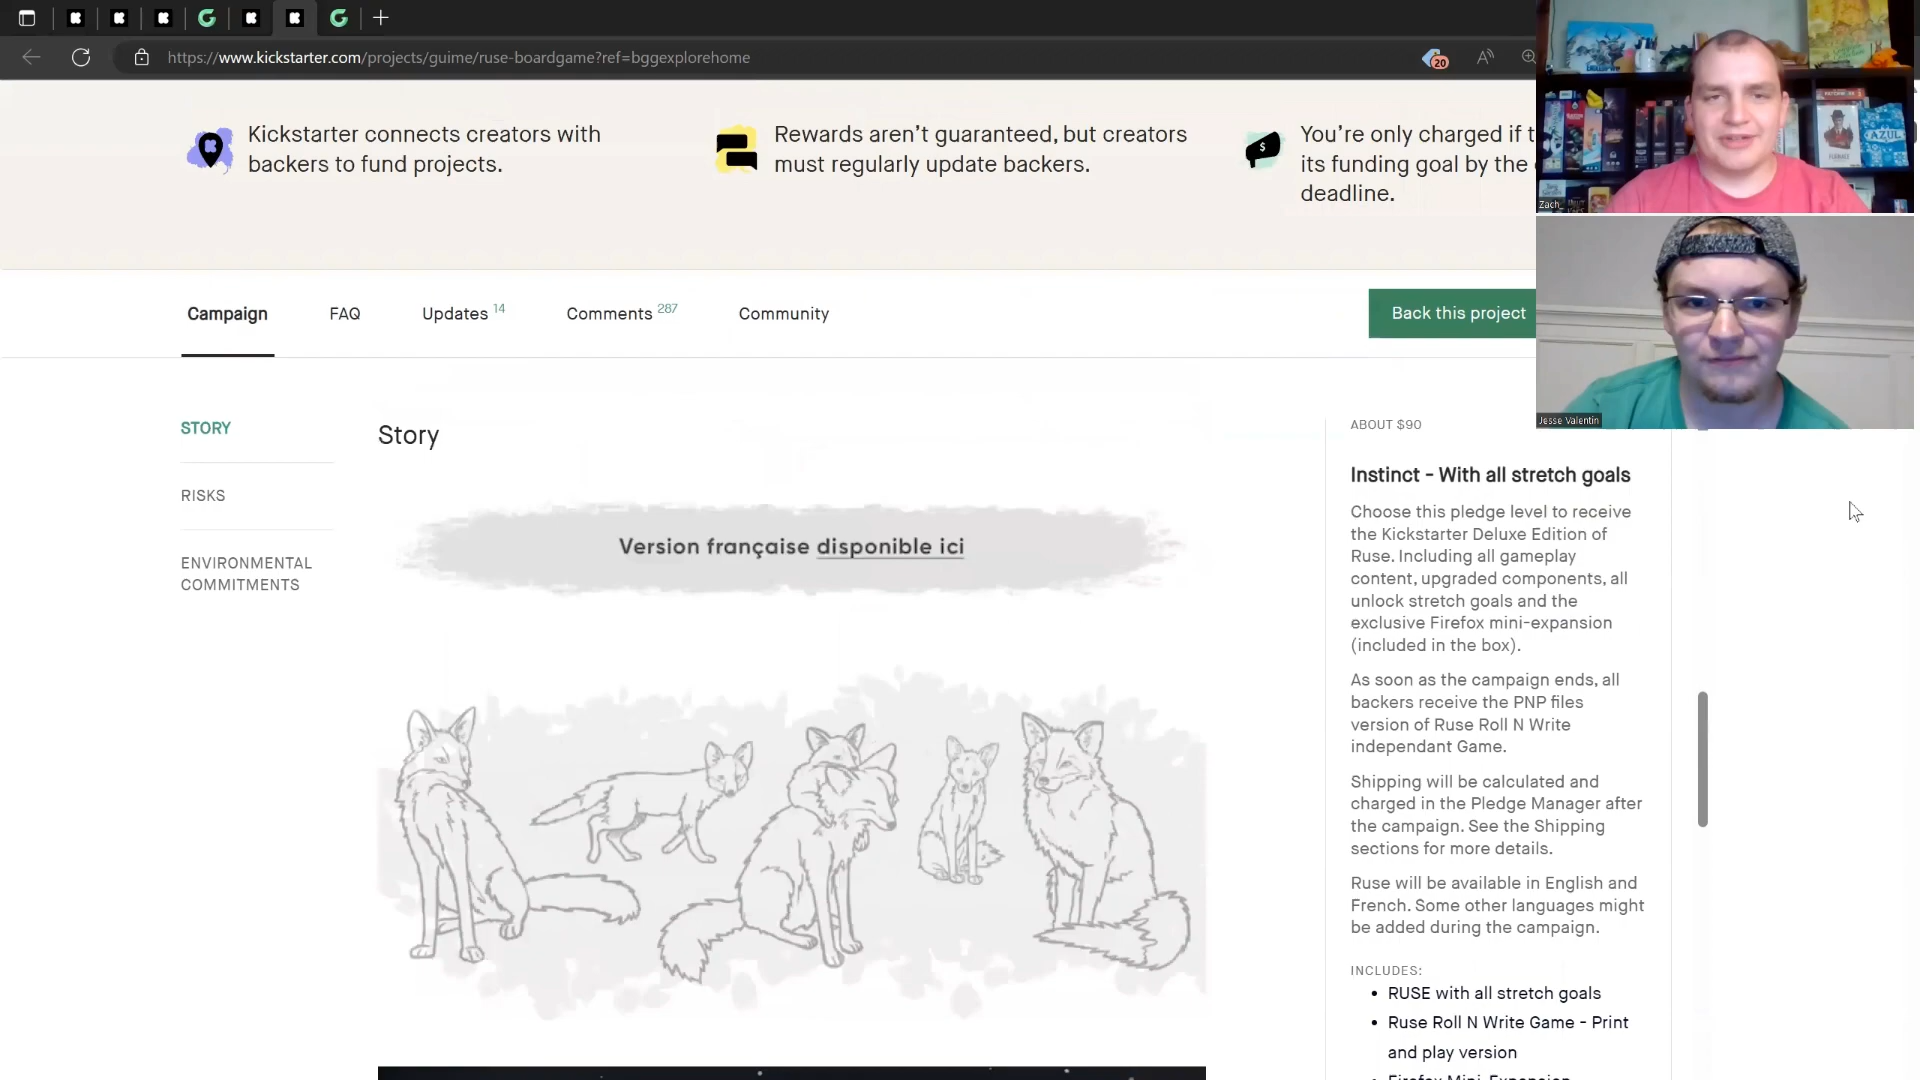 https://www.kickstarter.com/projects/guime/ruse-boardgame?ref=bggexplorehome
20
Kickstarter connects creators with
backers to fund projects.
Rewards aren't guaranteed, but creators
must regularly update backers.
You're only charged if t
its funding goal by the
deadline.
Zach_
AZUL
Campaign
FAQ
Updates 14
Comments 287
Community
Back this project
Jesse Valentin
STORY
RISKS
ENVIRONMENTAL
COMMITMENTS
Story
Version française disponible ici
ABOUT $90
Instinct - With all stretch goals
Choose this pledge level to receive
the Kickstarter Deluxe Edition of
Ruse. Including all gameplay
content, upgraded components, all
unlock stretch goals and the
exclusive Firefox mini-expansion
(included in the box).
As soon as the campaign ends, all
backers receive the PNP files
version of Ruse Roll N Write
independant Game.
Shipping will be calculated and
charged in the Pledge Manager after
the campaign. See the Shipping
sections for more details.
Ruse will be available in English and
French. Some other languages might
be added during the campaign.
INCLUDES:
• RUSE with all stretch goals
• Ruse Roll N Write Game - Print
and play version
• Firefox Mini-Expansion